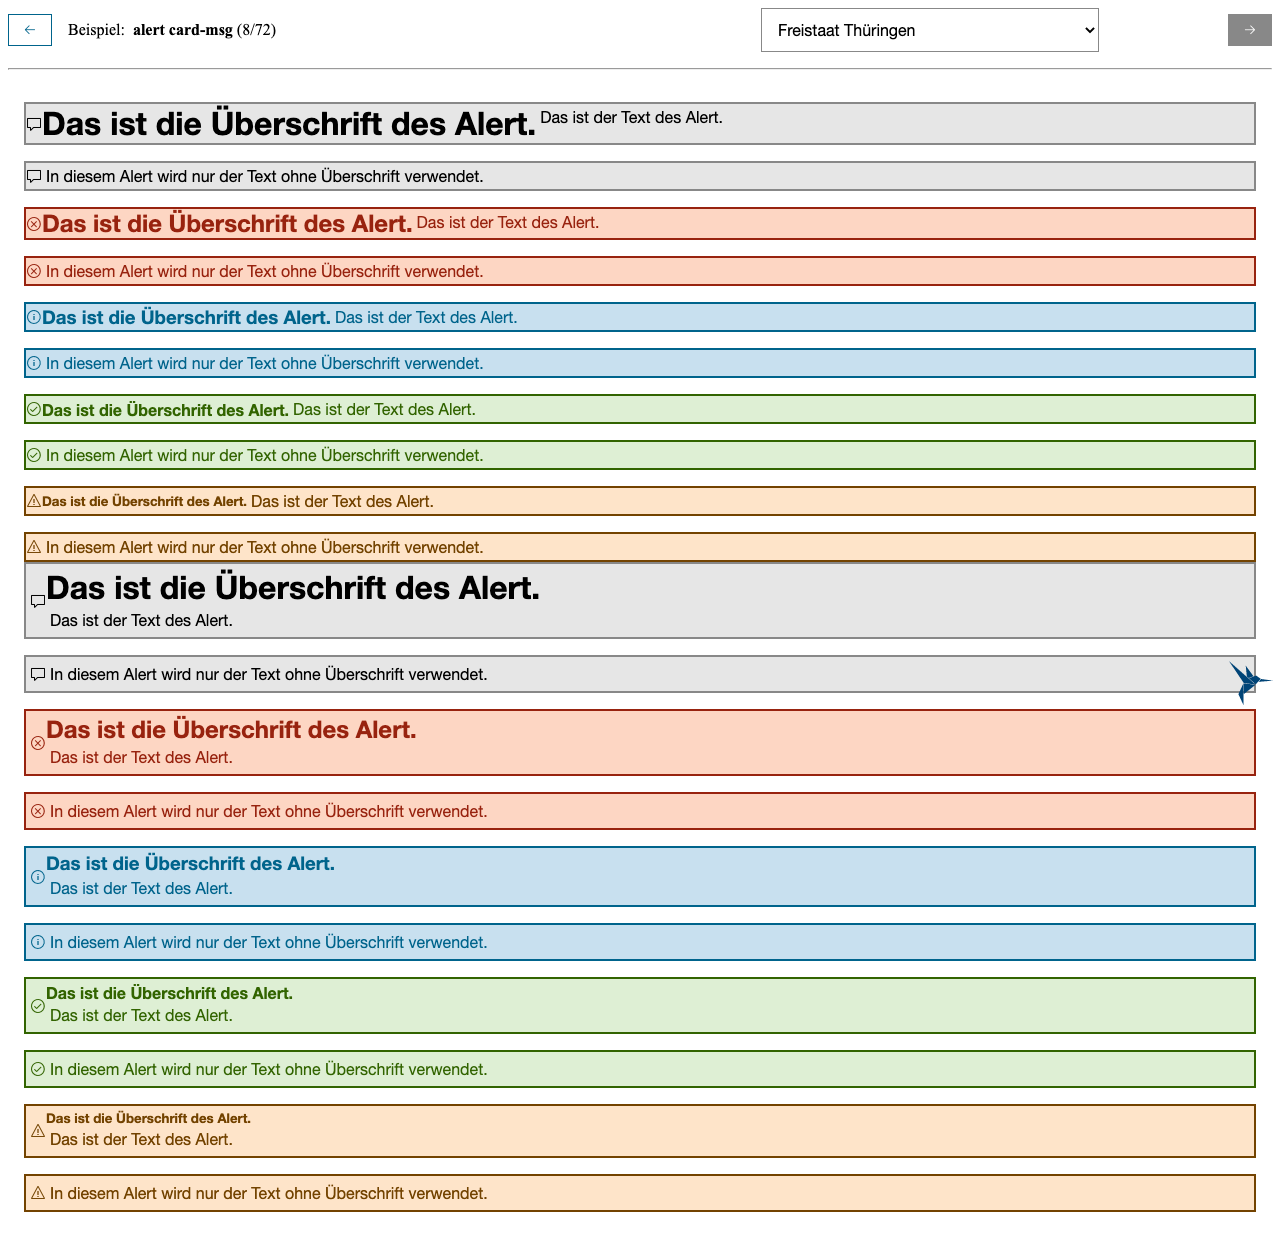 Beispiel: alert card-msg (8/72) Freistaat Thüringen
Das ist die Überschrift des Alert. Das ist der Text des Alert.
In diesem Alert wird nur der Text ohne Überschrift verwendet.
Das ist die Überschrift des Alert. Das ist der Text des Alert.
In diesem Alert wird nur der Text ohne Überschrift verwendet.
Das ist die Überschrift des Alert. Das ist der Text des Alert.
In diesem Alert wird nur der Text ohne Überschrift verwendet.
Das ist die Überschrift des Alert. Das ist der Text des Alert.
In diesem Alert wird nur der Text ohne Überschrift verwendet.
Das ist die Überschrift des Alert. Das ist der Text des Alert.
In diesem Alert wird nur der Text ohne Überschrift verwendet.
Das ist die Überschrift des Alert.
Das ist der Text des Alert.
In diesem Alert wird nur der Text ohne Überschrift verwendet.
Das ist die Überschrift des Alert.
Das ist der Text des Alert.
In diesem Alert wird nur der Text ohne Überschrift verwendet.
Das ist die Überschrift des Alert.
Das ist der Text des Alert.
In diesem Alert wird nur der Text ohne Überschrift verwendet.
Das ist die Überschrift des Alert.
Das ist der Text des Alert.
In diesem Alert wird nur der Text ohne Überschrift verwendet.
Das ist die Überschrift des Alert.
Das ist der Text des Alert.
In diesem Alert wird nur der Text ohne Überschrift verwendet.